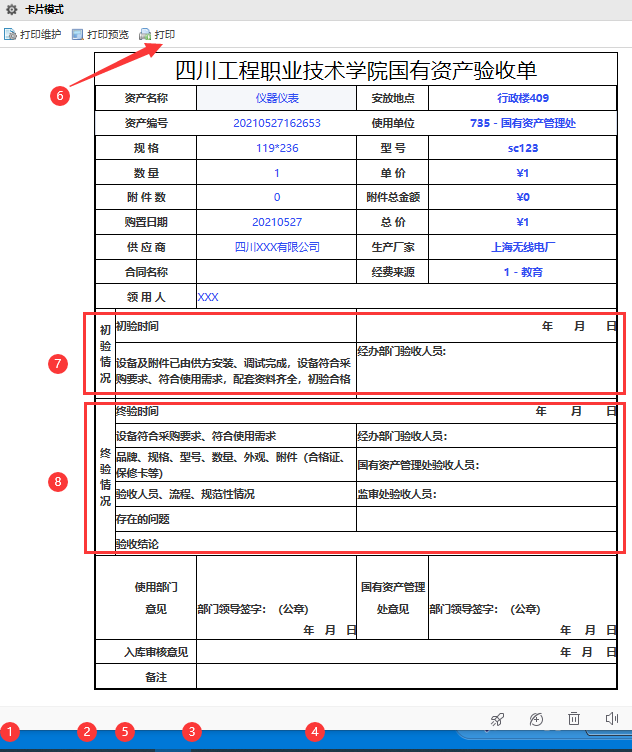 卡片模式
打印维护 打印预览 打印
6
四川工程职业技术学院国有资产验收单
资产名称 仪器仪表 安放地点 行政楼409
资产编号 20210527162653 使用单位 735 - 国有资产管理处
规 格 119*236 型 号 sc123
数 量 1 单 价 ¥1
附 件 数 0 附件总金额 ¥0
购置日期 20210527 总 价 ¥1
供 应 商 四川XXX有限公司 生产厂家 上海无线电厂
合同名称 经费来源 1 - 教育
领 用 人 XXX
7
初验情况
初验时间 年 月 日
设备及附件已由供方安装、调试完成，设备符合采
购要求、符合使用需求，配套资料齐全，初验合格
经办部门验收人员:
8
终验情况
终验时间 年 月 日
设备符合采购要求、符合使用需求 经办部门验收人员:
品牌、规格、型号、数量、外观、附件（合格证、
保修卡等）
国有资产管理处验收人员:
验收人员、流程、规范性情况 监审处验收人员:
存在的问题
验收结论
使用部门
意见
部门领导签字: （公章）
年 月 日
国有资产管理
处意见
部门领导签字: （公章）
年 月 日
入库审核意见 年 月 日
备注
1 2 5 3 4